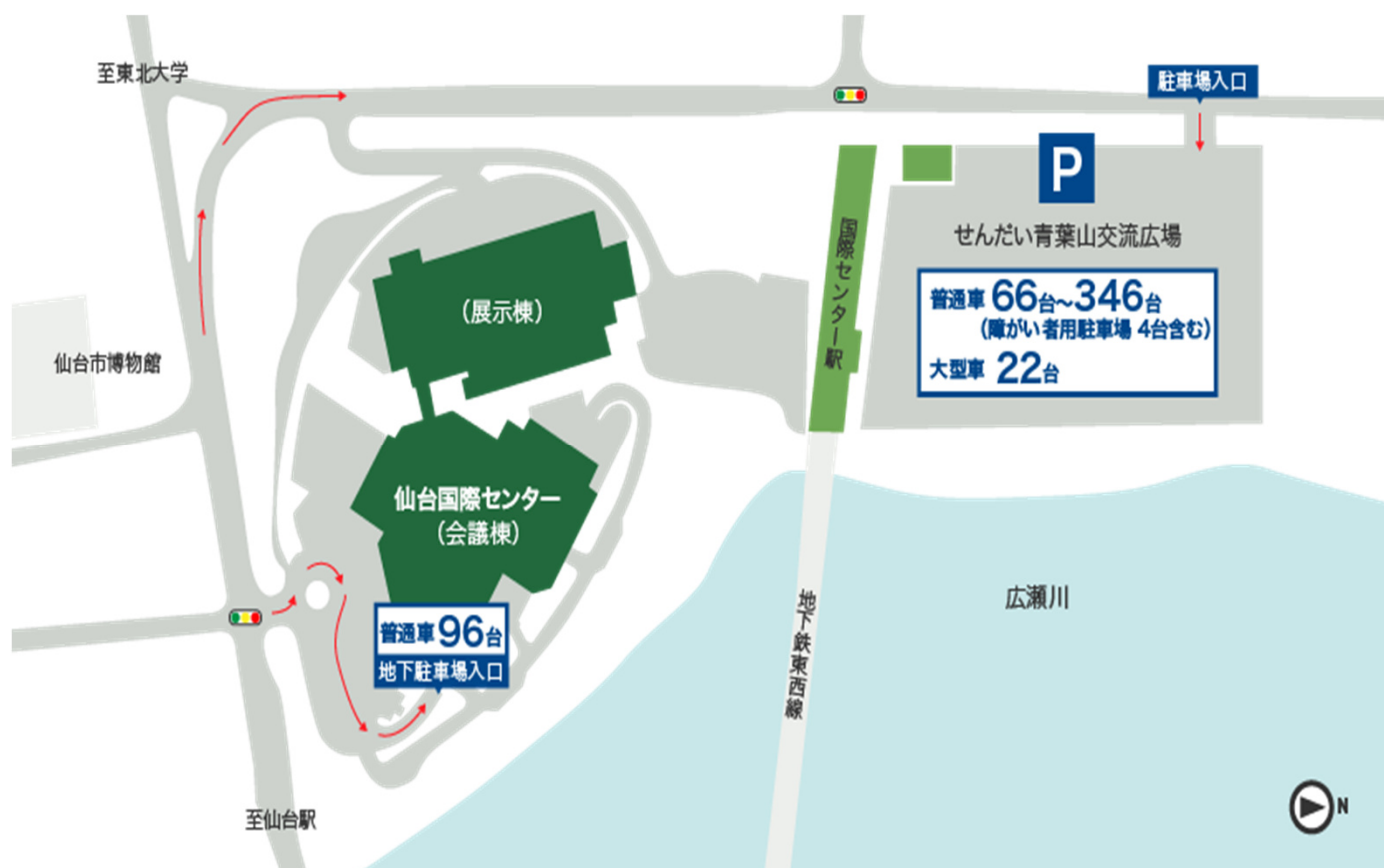 至東北大学
駐車場入口
P
せんだい青葉山交流広場
国際センター駅
普通車 66台~346台
(障がい者用駐車場 4台含む)
大型車 22台
(展示棟)
仙台市博物館
仙台国際センター
(会議棟)
普通車 96台
地下駐車場入口
広瀬川
地下鉄東西線
至仙台駅
N